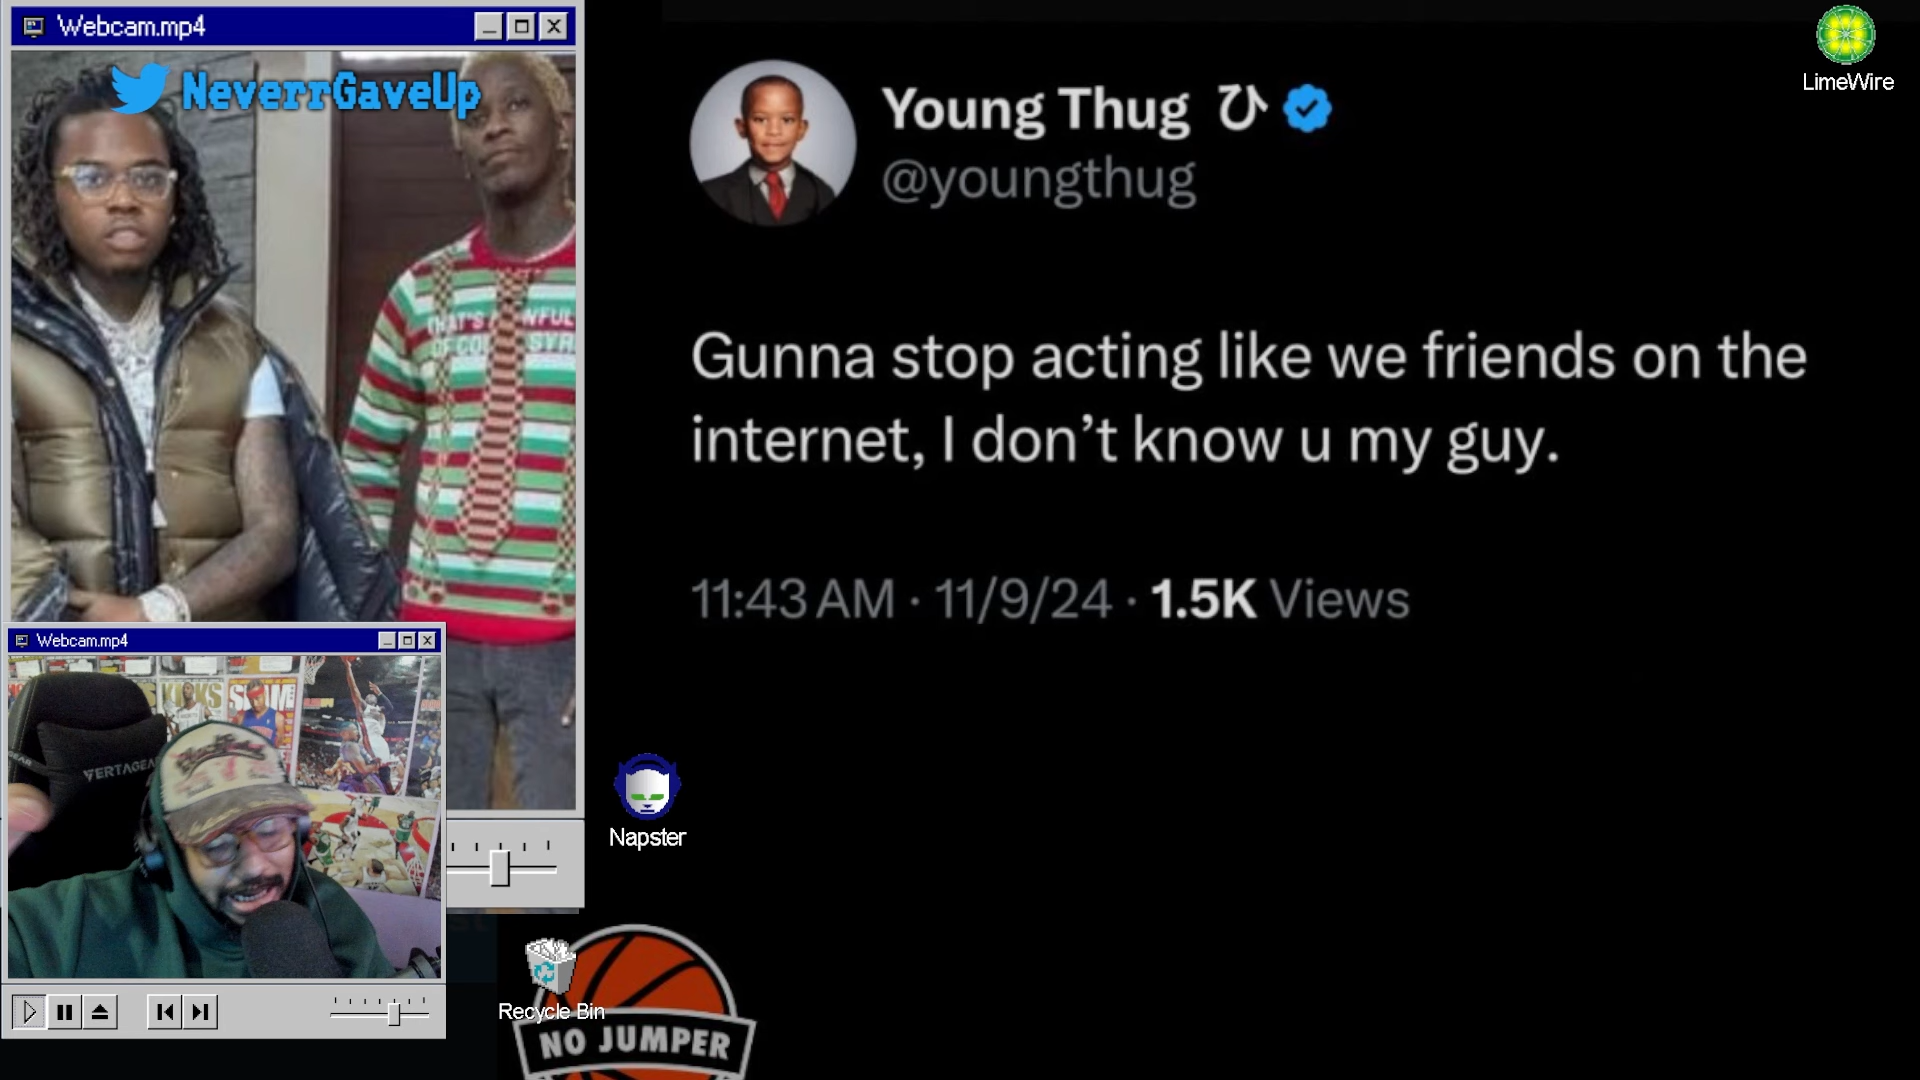 Webcam.mp4
NeverrGaveUp
Young Thug ひ
@youngthug
LimeWire
Gunna stop acting like we friends on the
internet, I don’t know u my guy.
11:43 AM · 11/9/24 · 1.5K Views
Webcam.mp4
KICKS
SLAM
VERTAGEAR
Napster
Recycle Bin
NO JUMPER